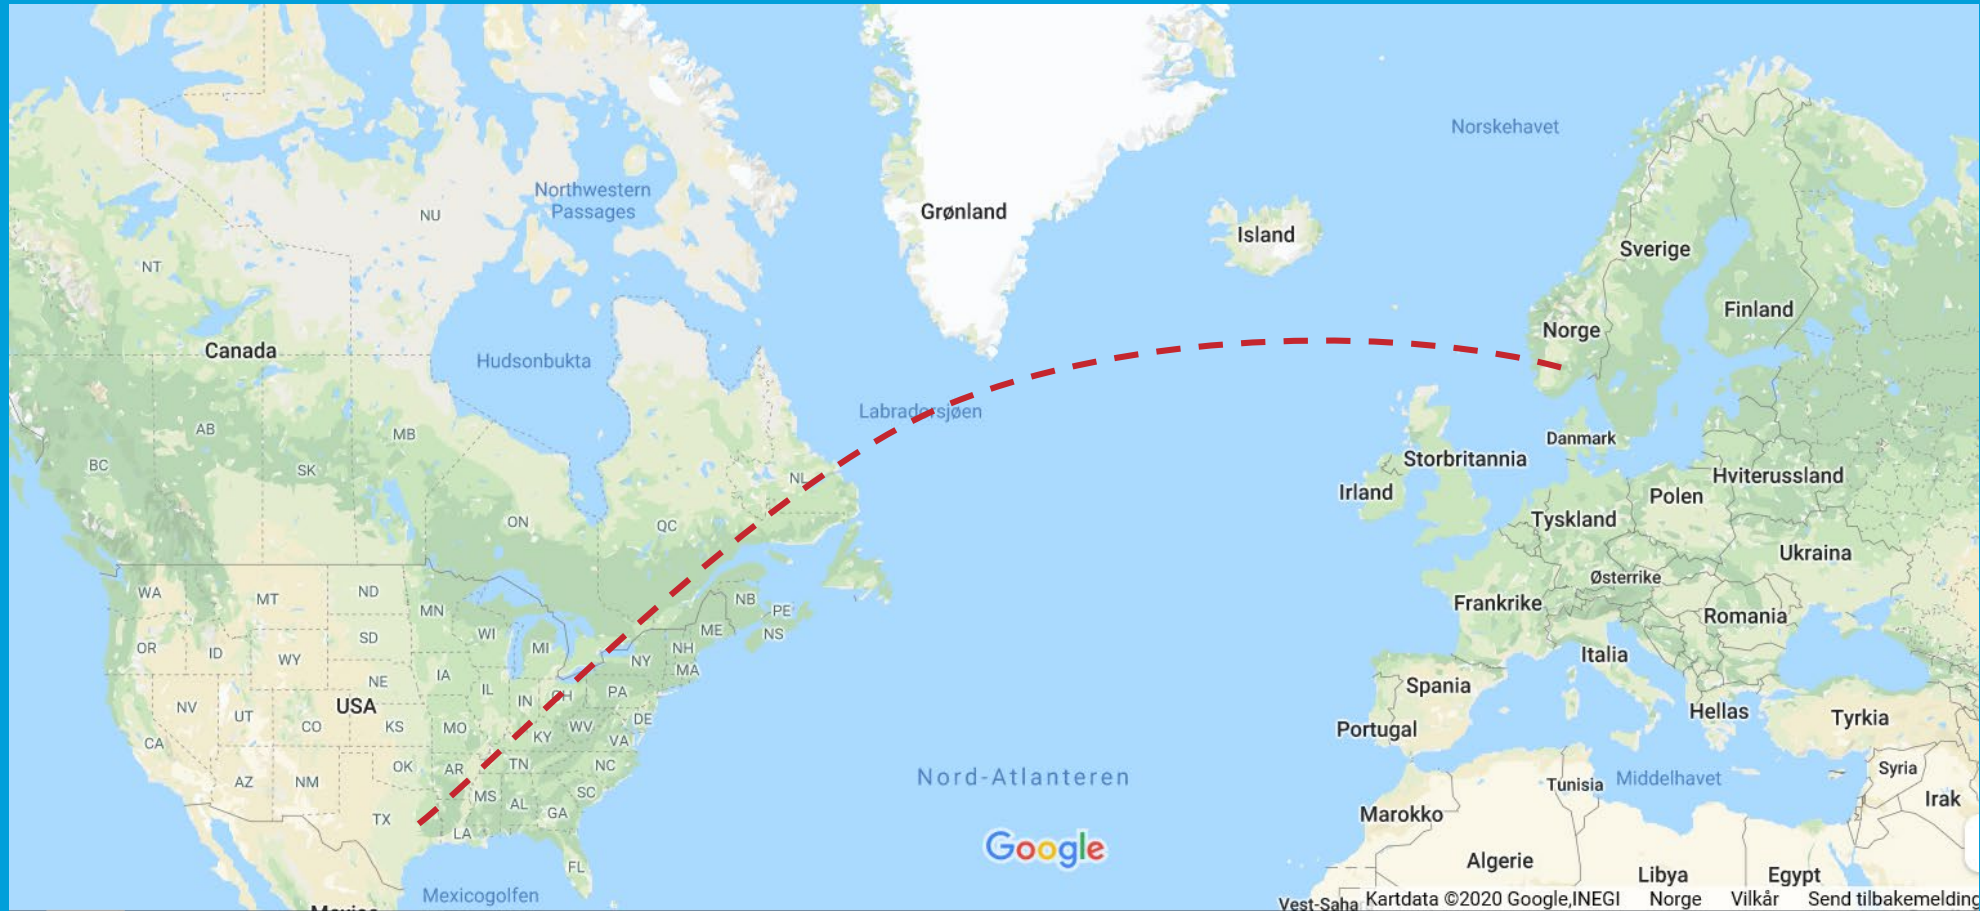 Norskehavet
Northwestern
Passages
NU
Grønland
Island
Sverige
NT
Finland
Norge
Canada
Hudsonbukta
Labradorsjøen
AB
MB
Danmark
BC
SK
NL
Storbritannia
Hviterussland
Irland
Polen
ON
QC
Tyskland
Ukraina
Østerrike
WA
MT
ND
MN
NB
PE
Frankrike
Romania
OR
ID
WY
SD
WI
MI
NY
NH
ME
NS
MA
Italia
NE
IA
IL
IN
OH
PA
Spania
NV
UT
CO
USA
KS
MO
KY
WV
VA
DE
Hellas
Tyrkia
Portugal
CA
AZ
NM
OK
AR
TN
NC
Nord-Atlanteren
Tunisia
Middelhavet
Syria
Irak
TX
LA
MS
AL
GA
SC
Marokko
Google
FL
Algerie
Libya
Egypt
Mexicogolfen
Mexico
Vest-Saha
Kartdata ©2020 Google, INEGI Norge Vilkår Send tilbakemelding